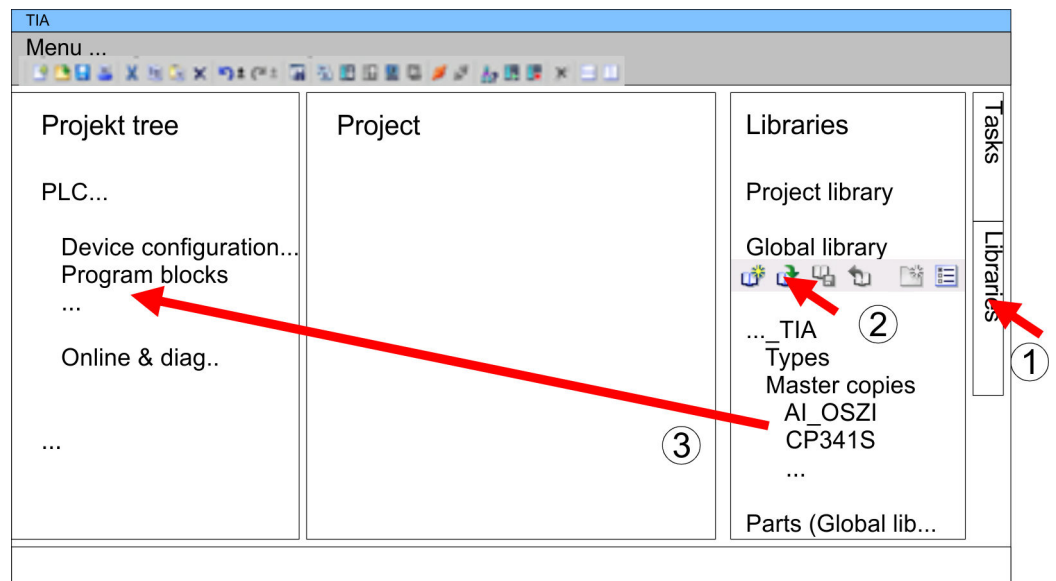 TIA
Menu ...
Projekt tree
PLC...
Device configuration...
Program blocks
...
Online & diag..
...
Project
3
Libraries
Project library
Global library
2
..._TIA
Types
Master copies
AI_OSZI
CP341S
...
Parts (Global lib...
Tasks
Libraries
1